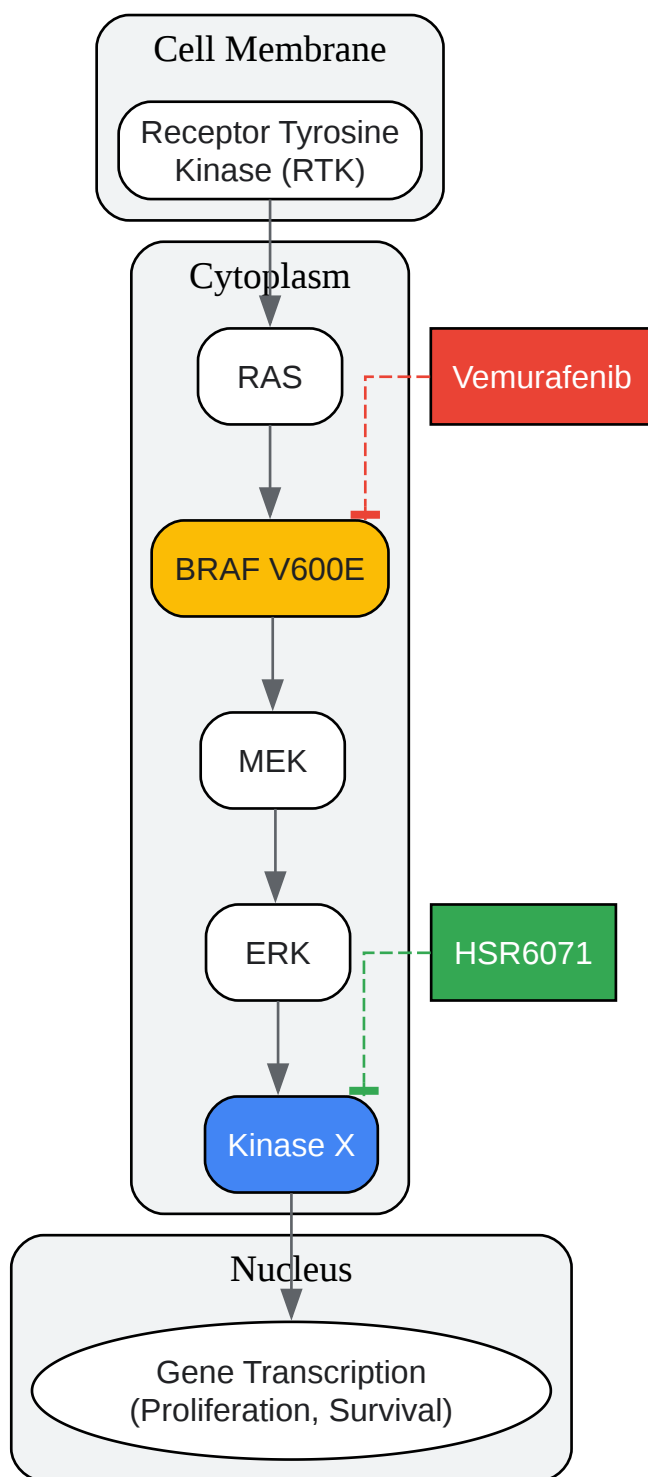 Cell Membrane
Receptor Tyrosine
Kinase (RTK)
Cytoplasm
RAS
Vemurafenib
BRAF V600E
MEK
ERK
HSR6071
Kinase X
Nucleus
Gene Transcription
(Proliferation, Survival)